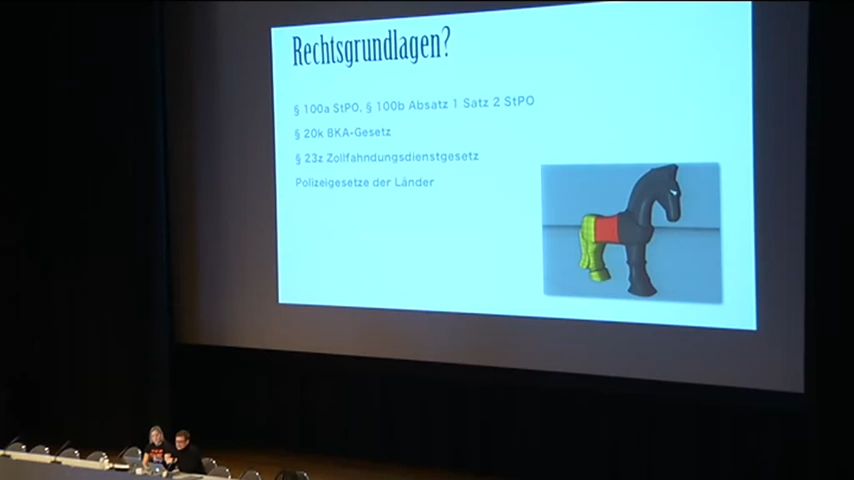 Rechtsgrundlagen?
§ 100a StPO, § 100b Absatz 1 Satz 2 StPO
§ 20k BKA-Gesetz
§ 23z Zollfahndungsdienstgesetz
Polizeigesetze der Länder